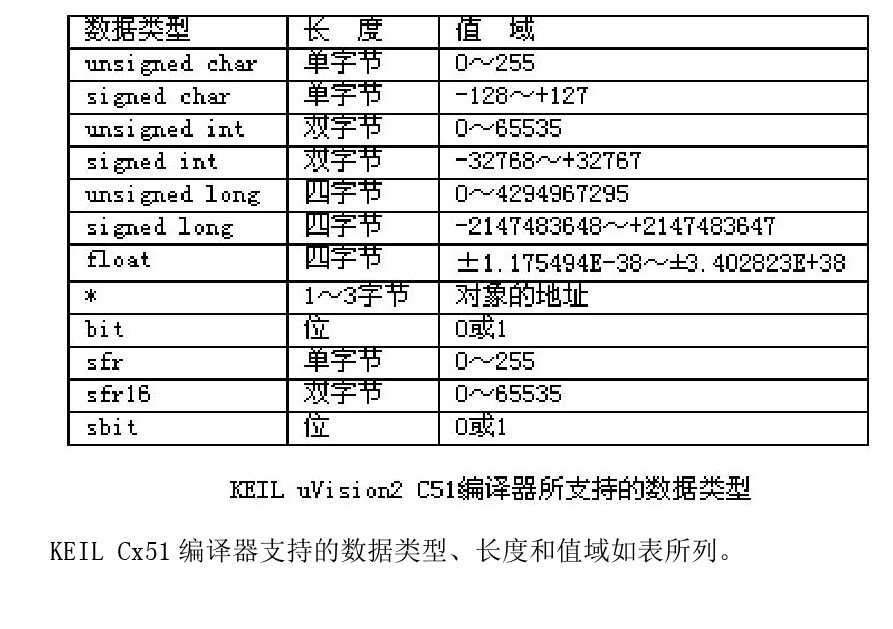 数据类型 长 度 值 域
unsigned char 单字节 0～255
signed char 单字节 -128～+127
unsigned int 双字节 0～65535
signed int 双字节 -32768～+32767
unsigned long 四字节 0～4294967295
signed long 四字节 -2147483648～+2147483647
float 四字节 ±1.175494E-38～±3.402823E+38
* 1～3字节 对象的地址
bit 位 0或1
sfr 单字节 0～255
sfr16 双字节 0～65535
sbit 位 0或1
KEIL uVision2 C51编译器所支持的数据类型
KEIL Cx51 编译器支持的数据类型、长度和值域如表所列。